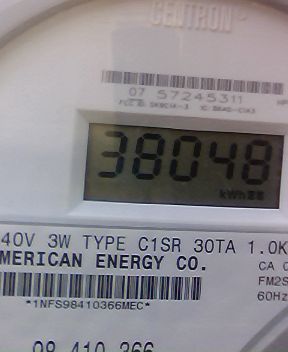 CENTRON
07 57245311
38048
kWh
40V 3W TYPE C1SR 30TA 1.0K
MERICAN ENERGY CO.
CA 0
FM2S
60Hz
*1NFS98410366MEC*
98 410 366